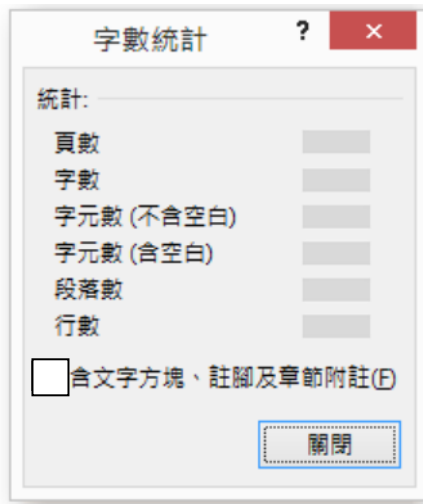 字數統計 ? ×
統計:
頁數
字數
字元數 (不含空白)
字元數 (含空白)
段落數
行數
含文字方塊、註腳及章節附註(F)
關閉